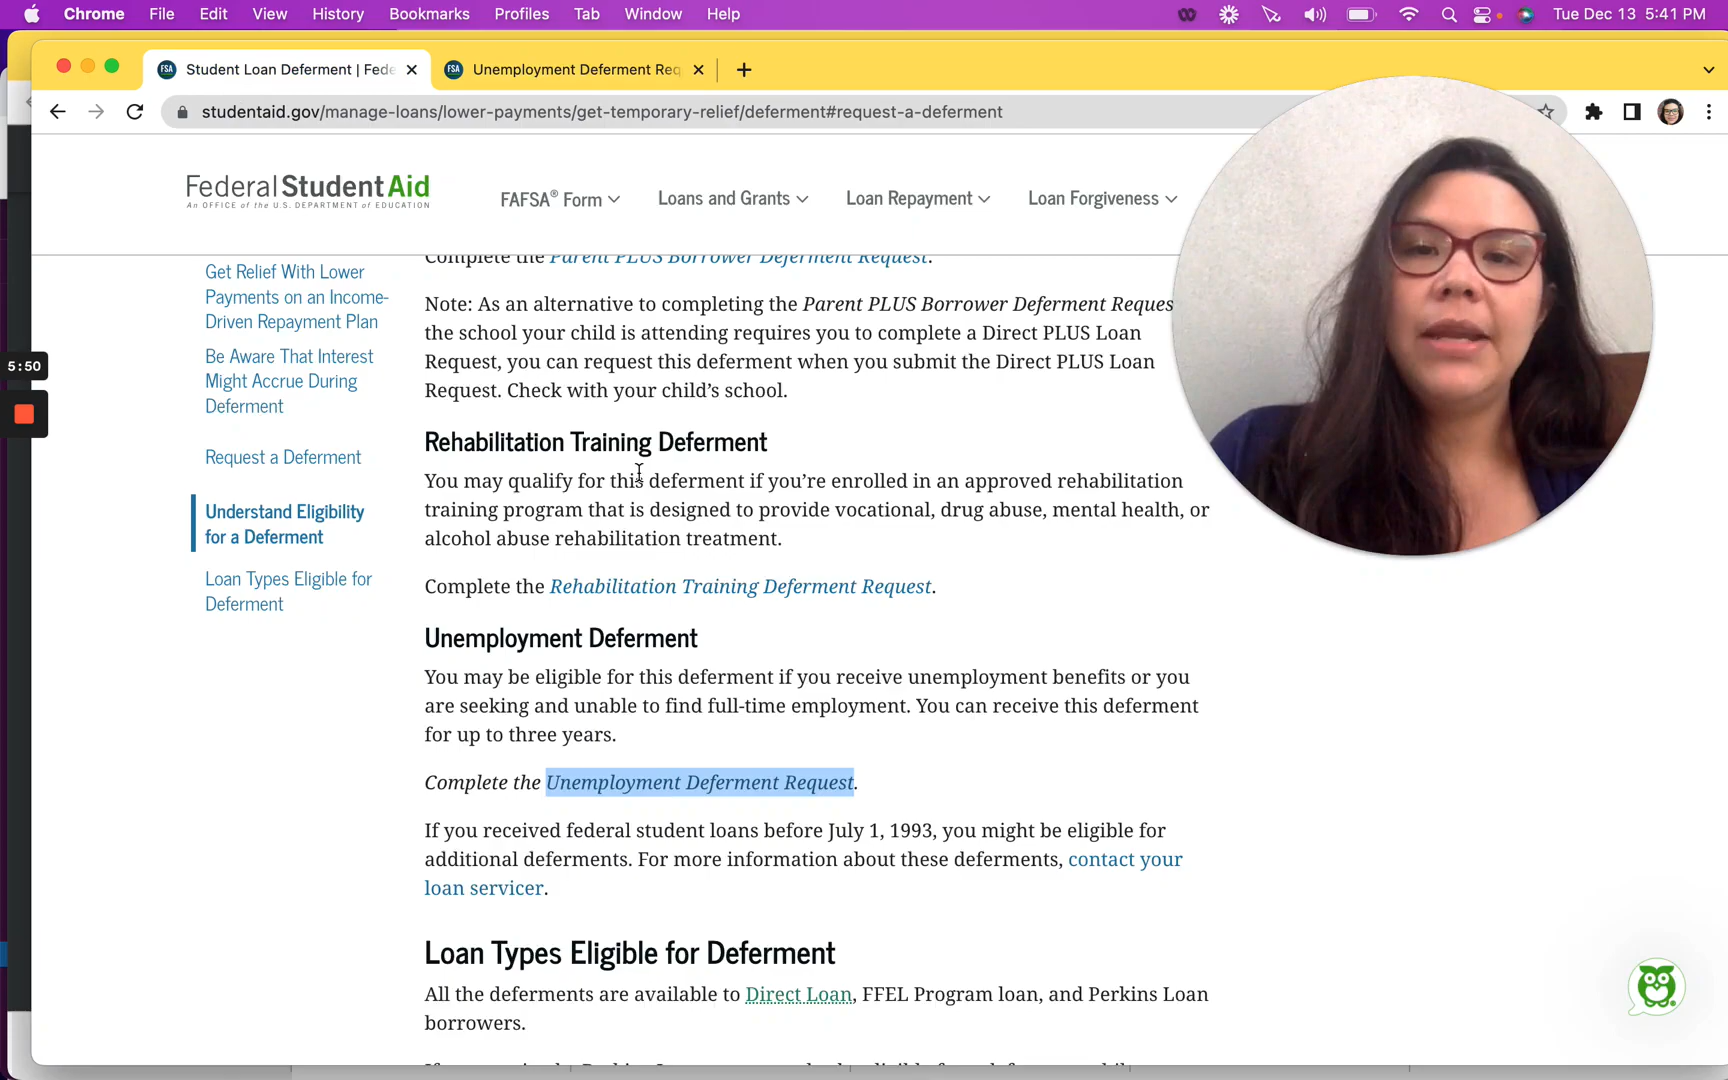 Chrome File Edit View History Bookmarks Profiles Tab Window Help Tue Dec 13 5:41 PM
Student Loan Deferment | Fede Unemployment Deferment Req
studentaid.gov/manage-loans/lower-payments/get-temporary-relief/deferment#request-a-deferment
Federal Student Aid
An OFFICE of the U.S. DEPARTMENT of EDUCATION
FAFSA® Form Loans and Grants Loan Repayment Loan Forgiveness
5:50
Get Relief With Lower
Payments on an Income-
Driven Repayment Plan
Be Aware That Interest
Might Accrue During
Deferment
Request a Deferment
Understand Eligibility
for a Deferment
Loan Types Eligible for
Deferment
Complete the Parent PLUS Borrower Deferment Request.
Note: As an alternative to completing the Parent PLUS Borrower Deferment Reques
the school your child is attending requires you to complete a Direct PLUS Loan
Request, you can request this deferment when you submit the Direct PLUS Loan
Request. Check with your child’s school.
Rehabilitation Training Deferment
You may qualify for this deferment if you’re enrolled in an approved rehabilitation
training program that is designed to provide vocational, drug abuse, mental health, or
alcohol abuse rehabilitation treatment.
Complete the Rehabilitation Training Deferment Request.
Unemployment Deferment
You may be eligible for this deferment if you receive unemployment benefits or you
are seeking and unable to find full-time employment. You can receive this deferment
for up to three years.
Complete the Unemployment Deferment Request.
If you received federal student loans before July 1, 1993, you might be eligible for
additional deferments. For more information about these deferments, contact your
loan servicer.
Loan Types Eligible for Deferment
All the deferments are available to Direct Loan, FFEL Program loan, and Perkins Loan
borrowers.